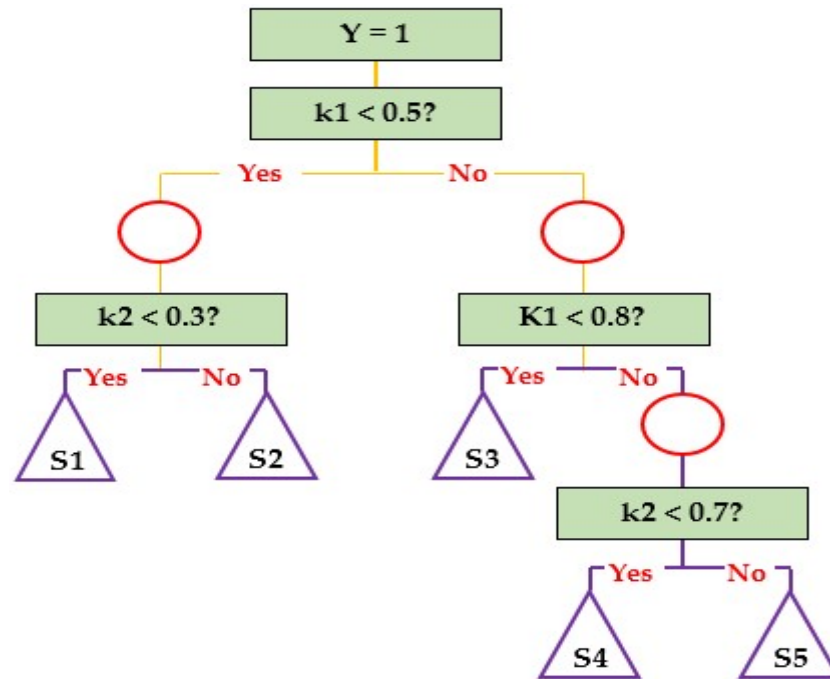 Y = 1
k1 < 0.5?
Yes
No
k2 < 0.3?
K1 < 0.8?
Yes
No
Yes
No
S1
S2
S3
k2 < 0.7?
Yes
No
S4
S5